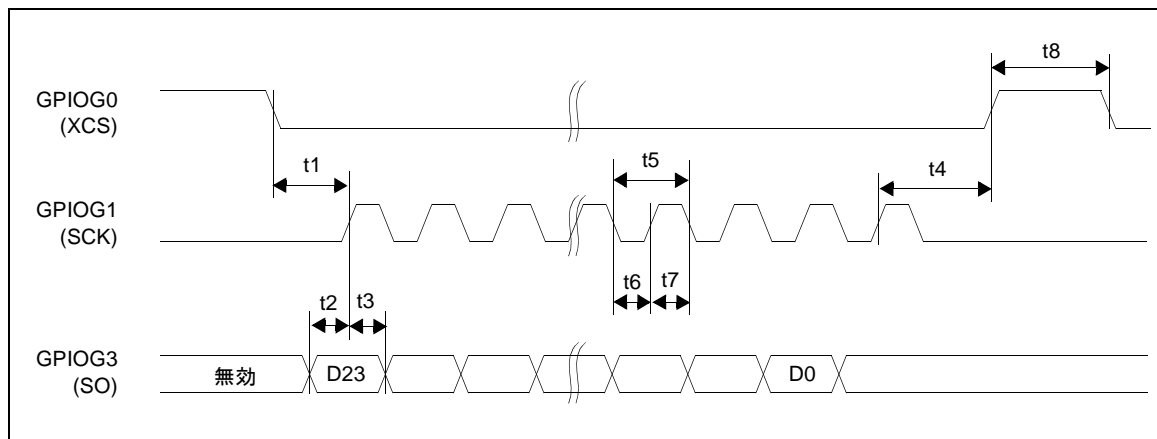 GPIOG0
(XCS)
t8
t1
t5
t4
GPIOG1
(SCK)
t2
t3
t6
t7
GPIOG3
(SO)
無効
D23
D0